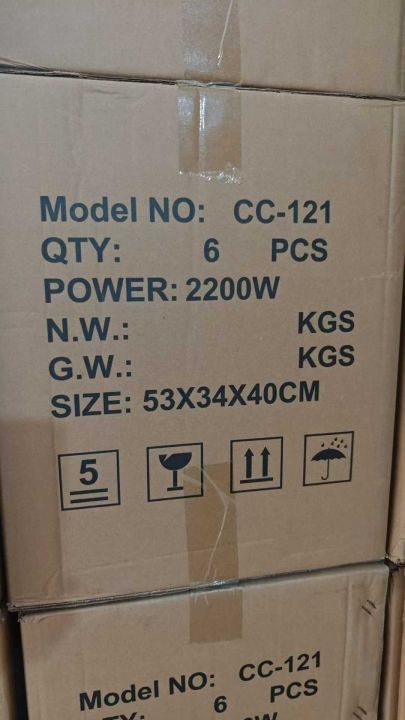 Model NO: CC-121
QTY: 6 PCS
POWER: 2200W
N.W.: KGS
G.W.: KGS
SIZE: 53X34X40CM
5
Model NO: CC-121
QTY: 6 PCS